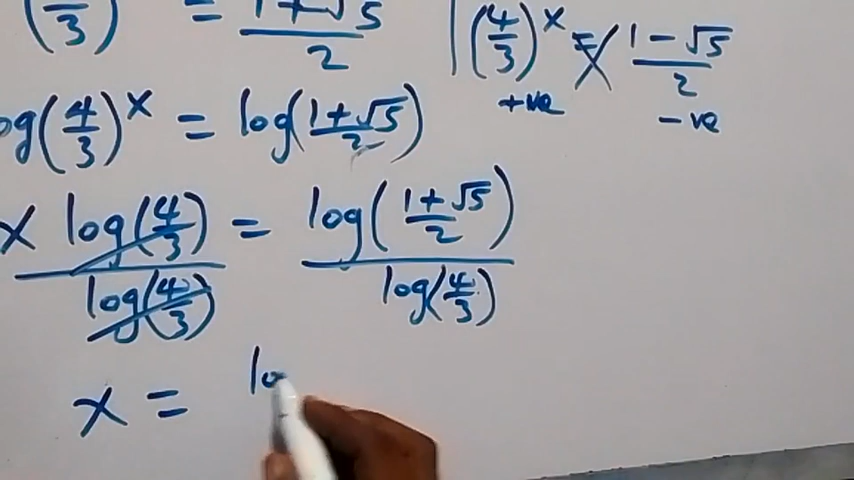 (4/3) = (1+√5)/2
log(4/3)^x = log((1+√5)/2)
x log(4/3) / log(4/3) = log((1+√5)/2) / log(4/3)
x = lo
(4/3)^x ≠ (1-√5)/2
+ve -ve